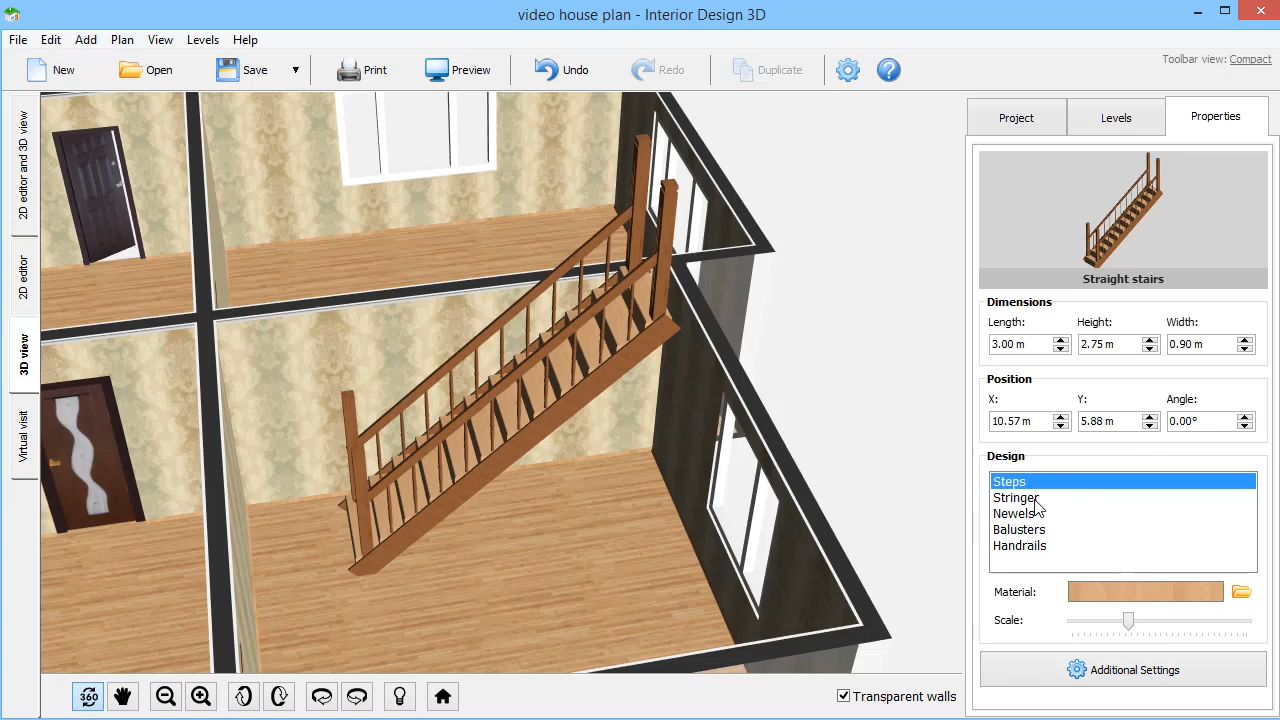 video house plan - Interior Design 3D
File Edit Add Plan View Levels Help
New Open Save Print Preview Undo Redo Duplicate
Toolbar view: Compact
2D editor and 3D view
2D editor
3D view
Virtual visit
Project Levels Properties
Straight stairs
Dimensions
Length: Height: Width:
3.00 m 2.75 m 0.90 m
Position
X: Y: Angle:
10.57 m 5.88 m 0.00°
Design
Steps
Stringer
Newels
Balusters
Handrails
Material:
Scale:
Additional Settings
360 Transparent walls